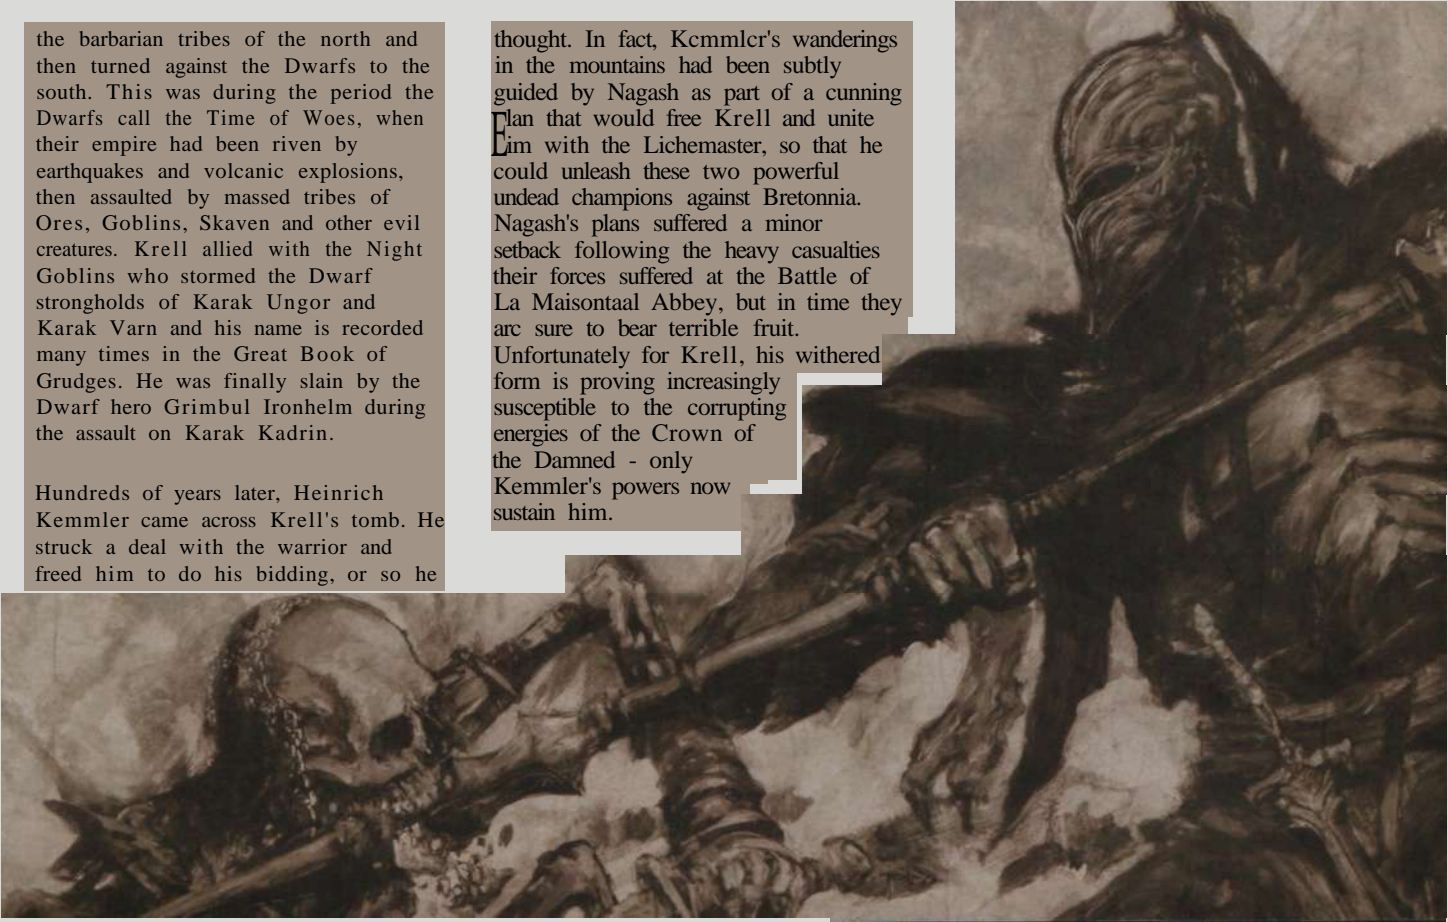 the barbarian tribes of the north and
then turned against the Dwarfs to the
south. This was during the period the
Dwarfs call the Time of Woes, when
their empire had been riven by
earthquakes and volcanic explosions,
then assaulted by massed tribes of
Ores, Goblins, Skaven and other evil
creatures. Krell allied with the Night
Goblins who stormed the Dwarf
strongholds of Karak Ungor and
Karak Varn and his name is recorded
many times in the Great Book of
Grudges. He was finally slain by the
Dwarf hero Grimbul Ironhelm during
the assault on Karak Kadrin.
Hundreds of years later, Heinrich
Kemmler came across Krell's tomb. He
struck a deal with the warrior and
freed him to do his bidding, or so he
thought. In fact, Kcmmlcr's wanderings
in the mountains had been subtly
guided by Nagash as part of a cunning
Elan that would free Krell and unite
im with the Lichemaster, so that he
could unleash these two powerful
undead champions against Bretonnia.
Nagash's plans suffered a minor
setback following the heavy casualties
their forces suffered at the Battle of
La Maisontaal Abbey, but in time they
arc sure to bear terrible fruit.
Unfortunately for Krell, his withered
form is proving increasingly
susceptible to the corrupting
energies of the Crown of
the Damned - only
Kemmler's powers now
sustain him.